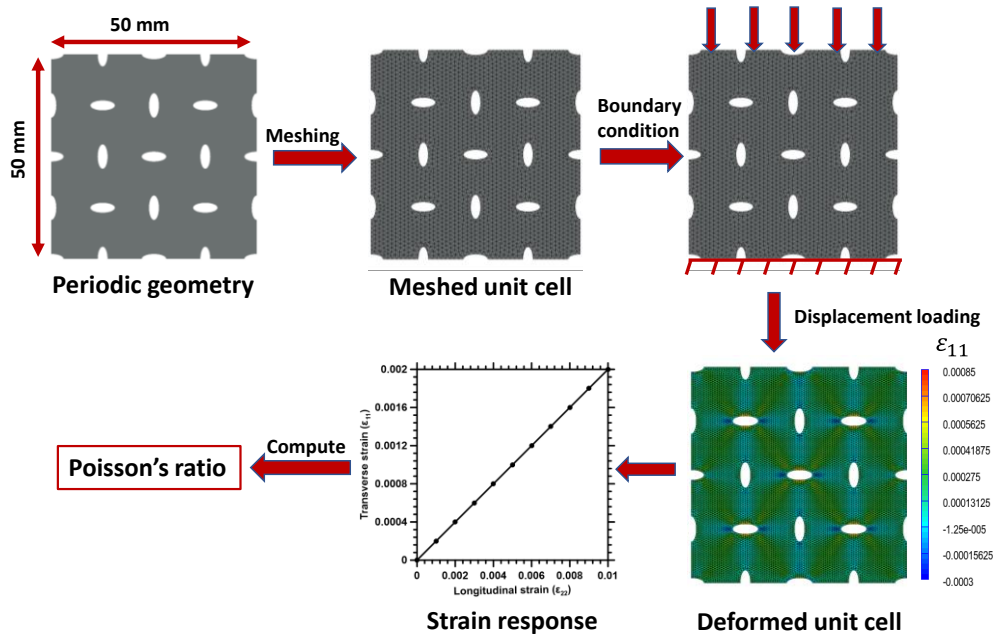 50 mm
50 mm
Periodic geometry
Meshing
Meshed unit cell
Boundary
condition
Displacement loading
ε₁₁
0.00085
0.00070625
0.0005625
0.00041875
0.000275
0.00013125
-1.25e-005
-0.00015625
-0.0003
Deformed unit cell
0.002
0.0016
0.0012
0.0008
0.0004
0
Transverse strain (ε₁₁)
0 0.002 0.004 0.006 0.008 0.01
Longitudinal strain (ε₂₂)
Strain response
Compute
Poisson's ratio